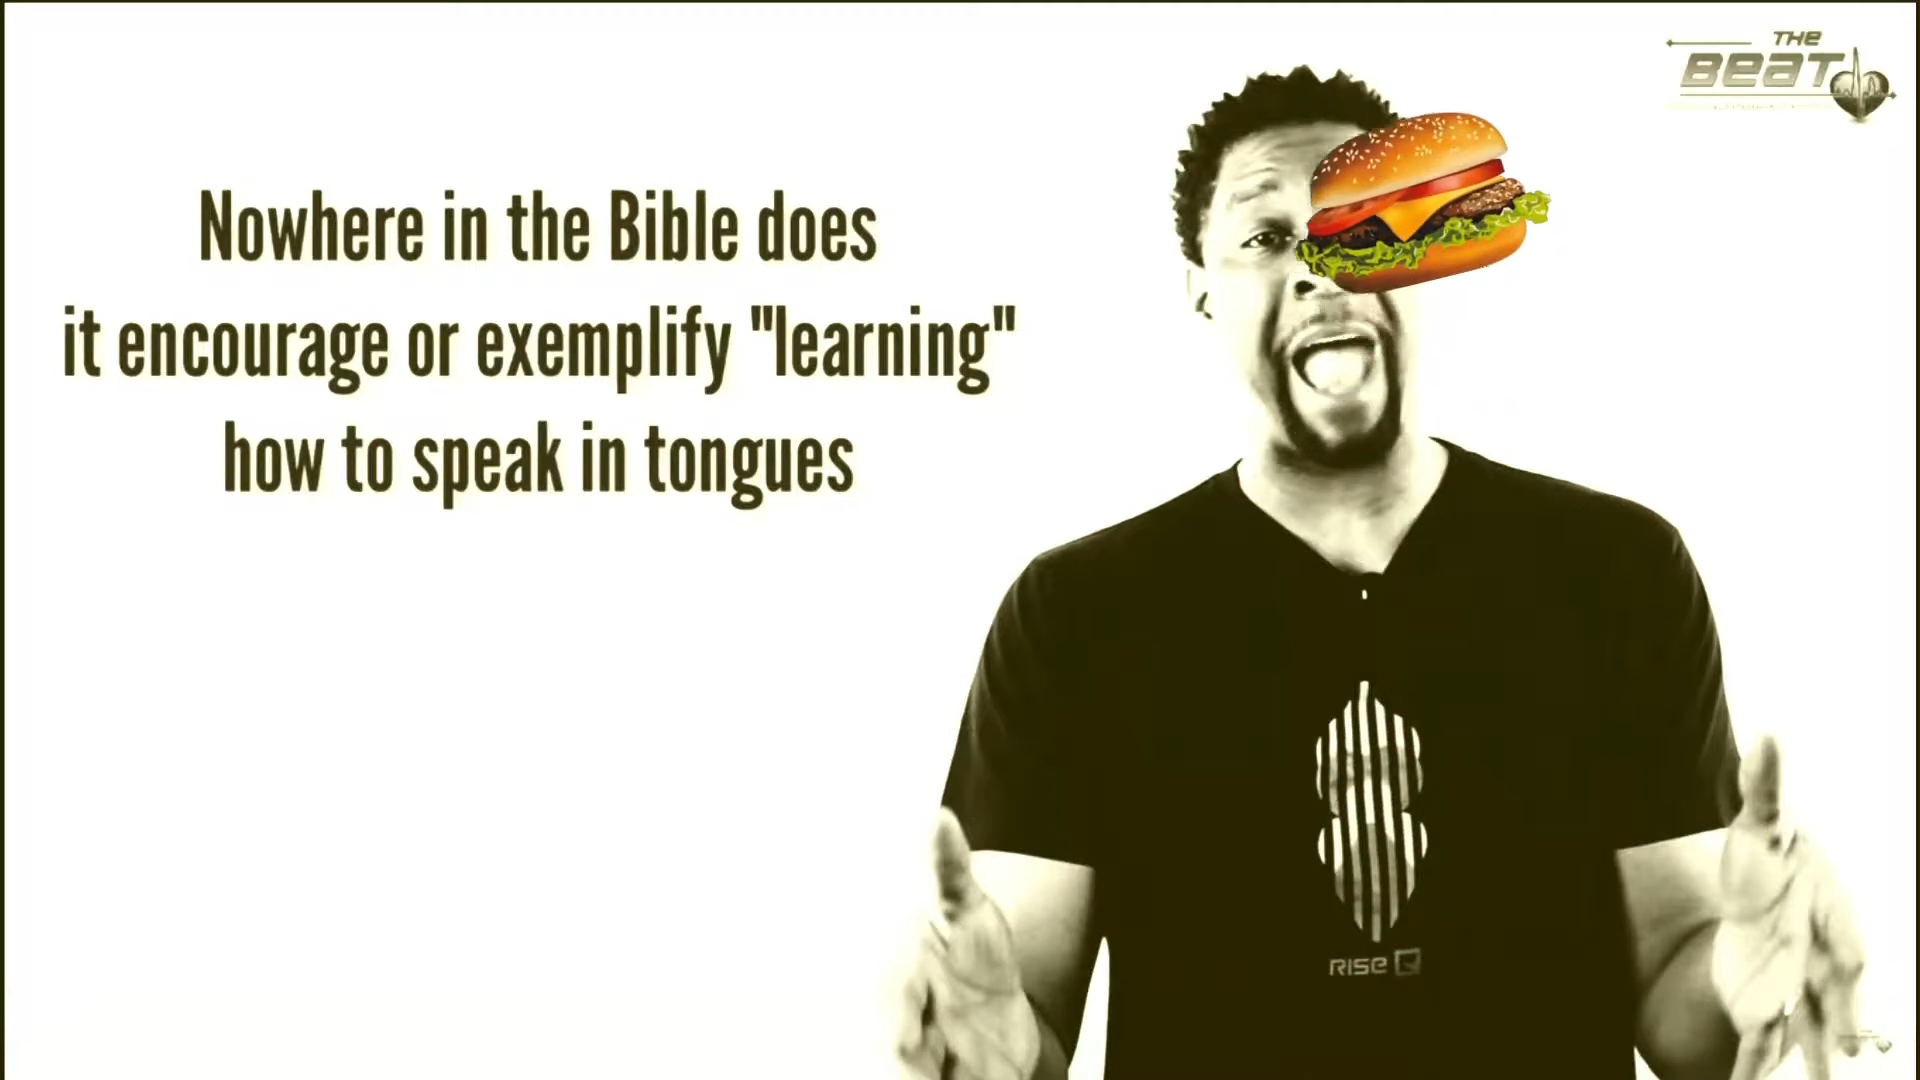 THE
BEAT
Nowhere in the Bible does
it encourage or exemplify "learning"
how to speak in tongues
RISE